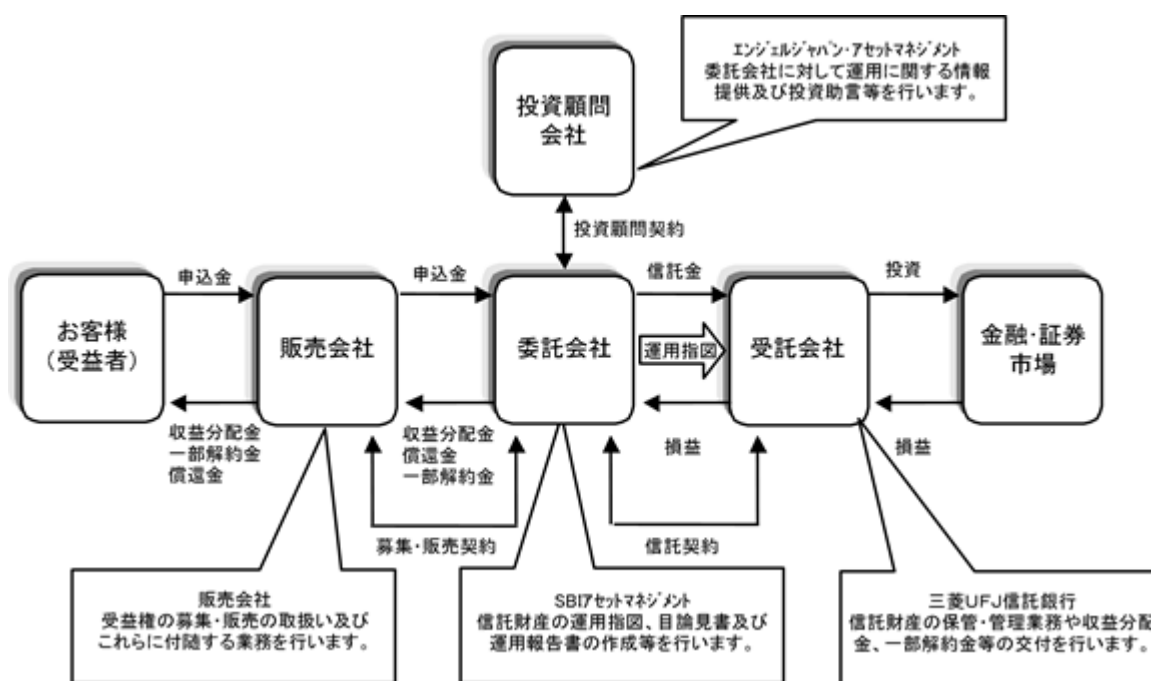 エンジェルジャパン・アセットマネジメント
委託会社に対して運用に関する情報
提供及び投資助言等を行います。
投資顧問
会社
投資顧問契約
申込金
申込金
信託金
投資
お客様
(受益者)
販売会社
委託会社
運用指図
受託会社
金融・証券
市場
収益分配金
一部解約金
償還金
収益分配金
償還金
一部解約金
損益
損益
募集・販売契約
信託契約
販売会社
受益権の募集・販売の取扱い及び
これらに付随する業務を行います。
SBIアセットマネジメント
信託財産の運用指図、目論見書及び
運用報告書の作成等を行います。
三菱UFJ信託銀行
信託財産の保管・管理業務や収益分配
金、一部解約金等の交付を行います。